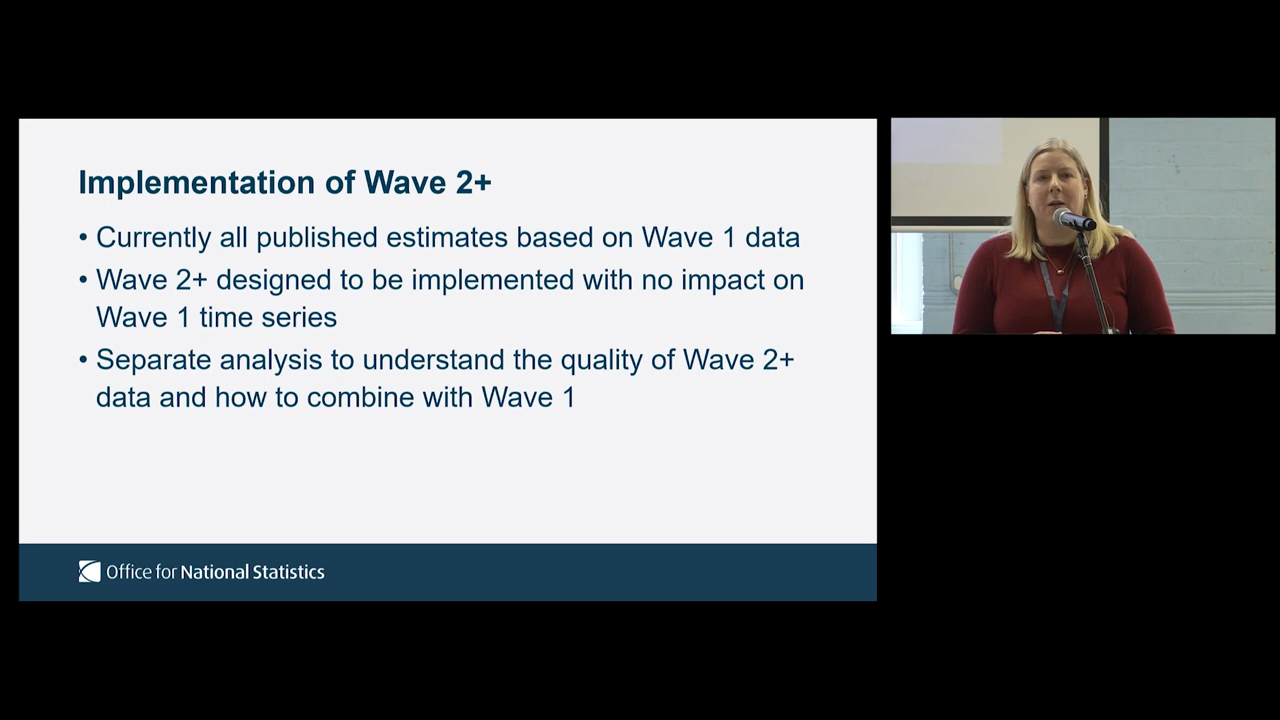 Implementation of Wave 2+
• Currently all published estimates based on Wave 1 data
• Wave 2+ designed to be implemented with no impact on
Wave 1 time series
• Separate analysis to understand the quality of Wave 2+
data and how to combine with Wave 1
Office for National Statistics